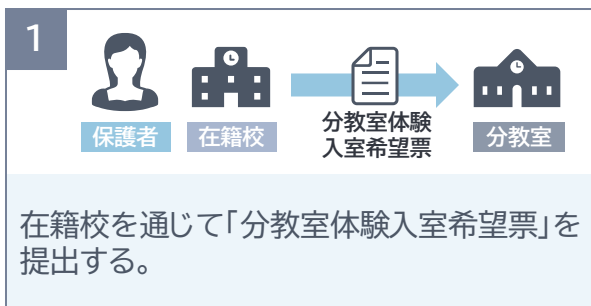 1
保護者
在籍校
分教室体験
入室希望票
分教室
在籍校を通じて「分教室体験入室希望票」を
提出する。